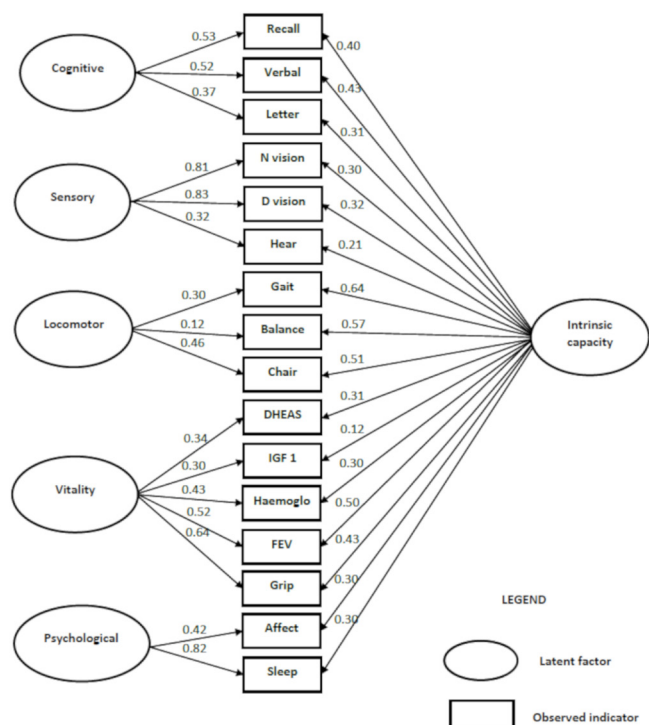 Recall
0.53
0.40
Cognitive
0.52
Verbal
0.43
0.37
Letter
0.31
N vision
0.30
0.81
Sensory
0.83
D vision
0.32
0.32
Hear
0.21
Gait
0.64
0.30
Locomotor
0.12
Balance
0.57
Intrinsic
capacity
0.46
Chair
0.51
DHEAS
0.31
0.34
0.12
IGF 1
0.30
0.30
Vitality
0.43
Haemoglo
0.50
0.52
FEV
0.43
0.64
Grip
0.30
LEGEND
Affect
0.30
0.42
Psychological
0.82
Sleep
Latent factor
Observed indicator